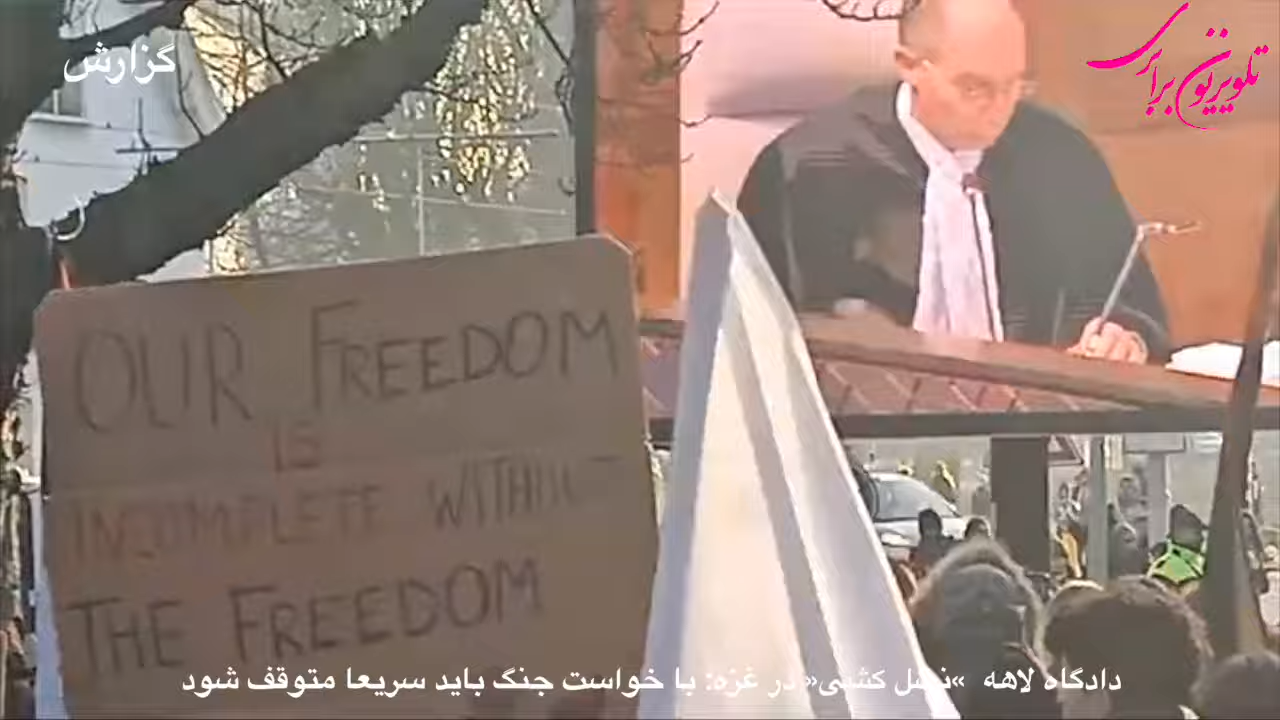 گزارش
تلویزیون برابری
OUR FREEDOM
IS
INCOMPLETE WITHOUT
THE FREEDOM
دادگاه لاهه »نسل کشی« در غزه: با خواست جنگ باید سریعا متوقف شود